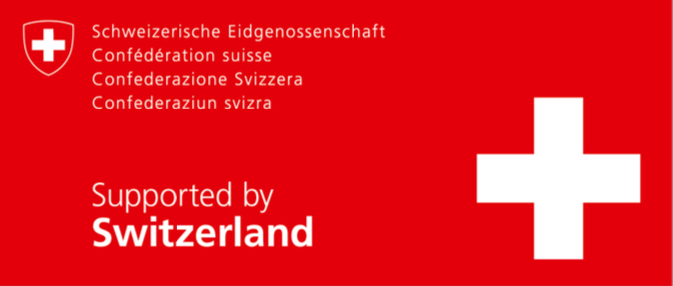 Schweizerische Eidgenossenschaft
Confédération suisse
Confederazione Svizzera
Confederaziun svizra
Supported by
Switzerland